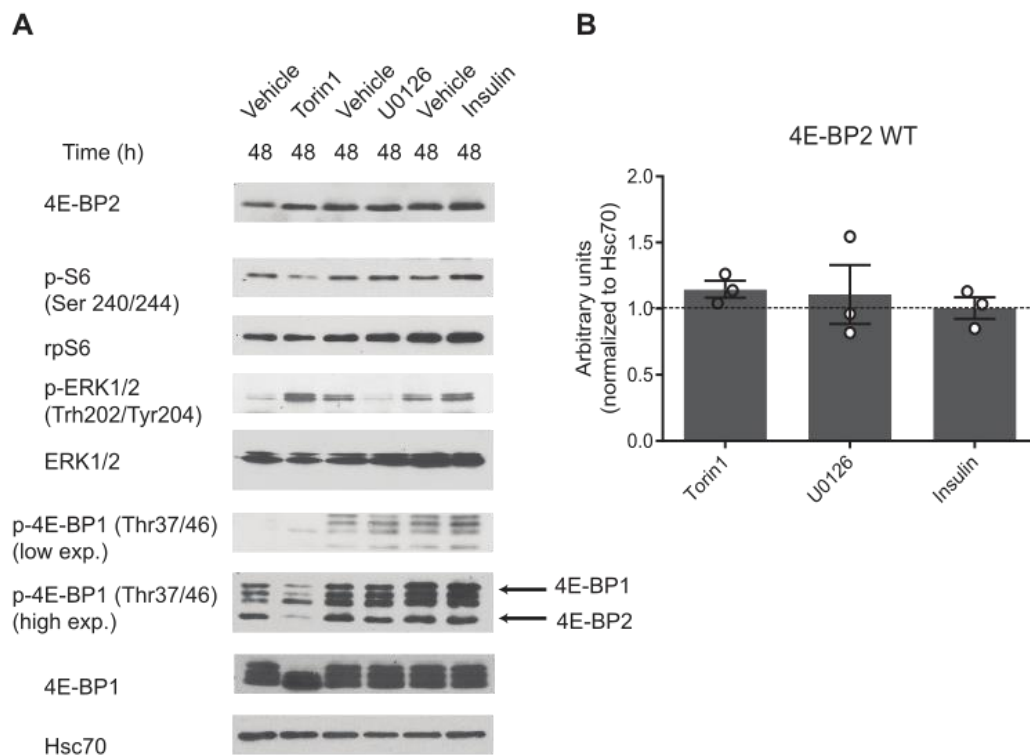 A
Vehicle Torin1 Vehicle U0126 Vehicle Insulin
Time (h) 48 48 48 48 48 48
4E-BP2
p-S6
(Ser 240/244)
rpS6
p-ERK1/2
(Trh202/Tyr204)
ERK1/2
p-4E-BP1 (Thr37/46)
(low exp.)
p-4E-BP1 (Thr37/46)
(high exp.)
4E-BP1
4E-BP2
4E-BP1
Hsc70
B
4E-BP2 WT
Arbitrary units
(normalized to Hsc70)
2.0
1.5
1.0
0.5
0.0
Torin1 U0126 Insulin